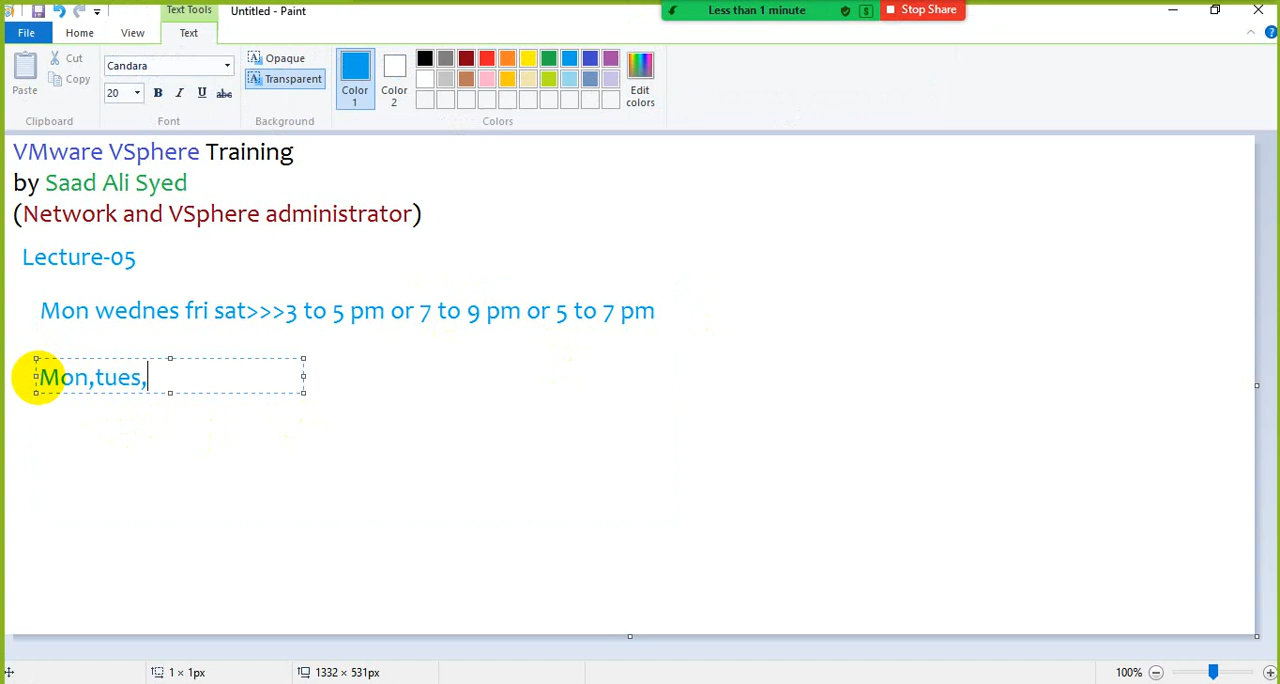 Text Tools
Untitled - Paint
Less than 1 minute
Stop Share
File
Home
View
Text
Paste
Cut
Copy
Clipboard
Candara
20
B I U abc
Font
Opaque
Transparent
Background
Color 1
Color 2
Edit colors
Colors
VMware VSphere Training
by Saad Ali Syed
(Network and VSphere administrator)
Lecture-05
Mon wednes fri sat>>>3 to 5 pm or 7 to 9 pm or 5 to 7 pm
Mon,tues,
1 × 1px
1332 × 531px
100%